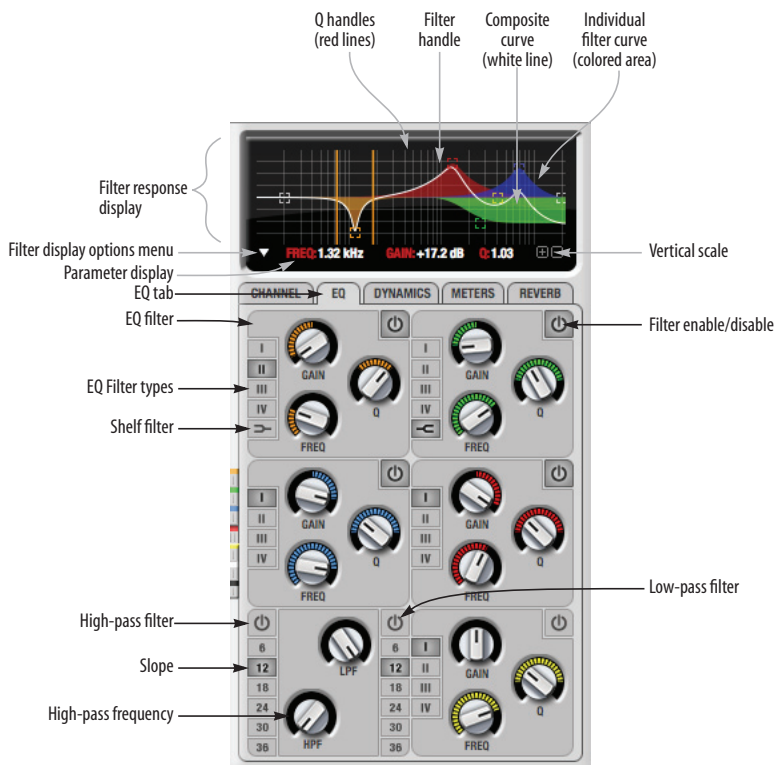 Q handles
(red lines)
Filter
handle
Composite
curve
(white line)
Individual
filter curve
(colored area)
Filter response
display
Filter display options menu
FREQ:1.32 kHz GAIN:+17.2 dB Q:1.03
Vertical scale
Parameter display
EQ tab
CHANNEL EQ DYNAMICS METERS REVERB
EQ filter
Filter enable/disable
EQ Filter types
Shelf filter
I
II
III
IV
GAIN
Q
FREQ
I
II
III
IV
GAIN
Q
FREQ
I
II
III
IV
GAIN
Q
FREQ
I
II
III
IV
GAIN
Q
FREQ
Low-pass filter
High-pass filter
Slope
High-pass frequency
6
12
18
24
30
36
LPF
HPF
6
12
18
24
30
36
I
II
III
IV
GAIN
Q
FREQ